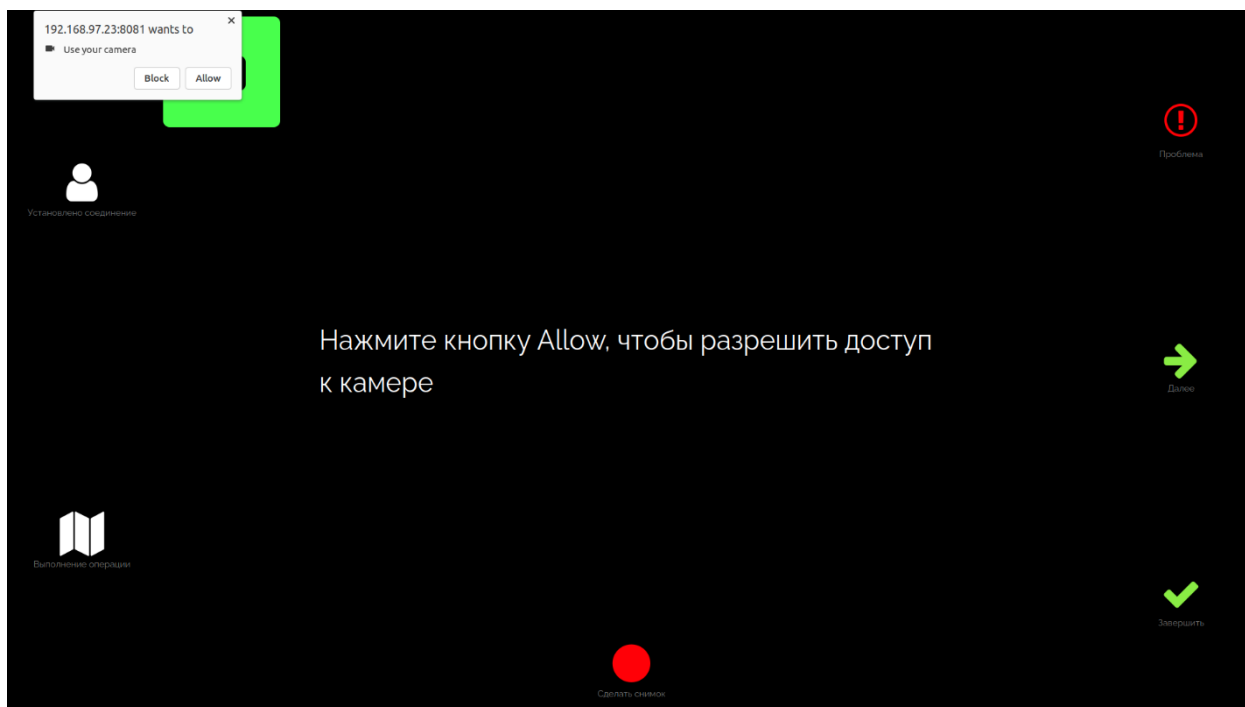 192.168.97.23:8081 wants to
Use your camera
Block
Allow
Проблема
Установлено соединение
Нажмите кнопку Allow, чтобы разрешить доступ
к камере
Далее
Выполнение операции
Завершить
Сделать снимок